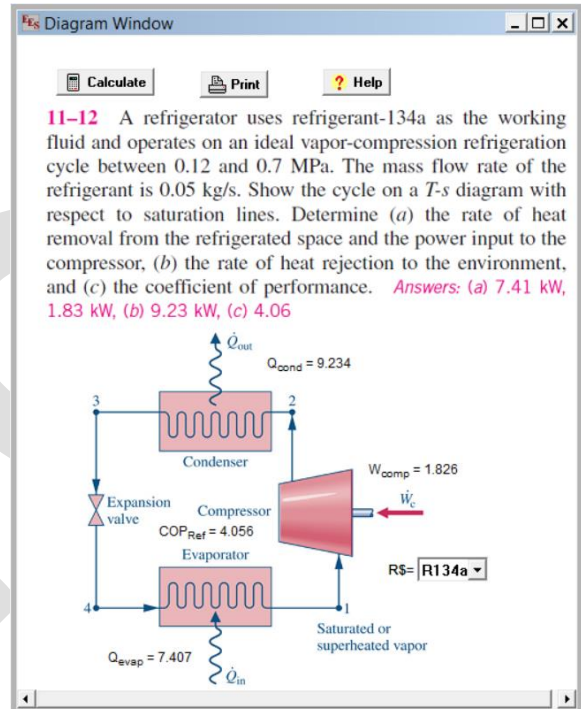 EES Diagram Window
Calculate Print ? Help
11–12 A refrigerator uses refrigerant-134a as the working
fluid and operates on an ideal vapor-compression refrigeration
cycle between 0.12 and 0.7 MPa. The mass flow rate of the
refrigerant is 0.05 kg/s. Show the cycle on a T-s diagram with
respect to saturation lines. Determine (a) the rate of heat
removal from the refrigerated space and the power input to the
compressor, (b) the rate of heat rejection to the environment,
and (c) the coefficient of performance. Answers: (a) 7.41 kW,
1.83 kW, (b) 9.23 kW, (c) 4.06
Q̇out
Qcond = 9.234
3
2
Condenser
Wcomp = 1.826
Ẇc
Expansion
valve
Compressor
COPRef = 4.056
Evaporator
R$= R134a
4
1
Saturated or
superheated vapor
Qevap = 7.407
Q̇in